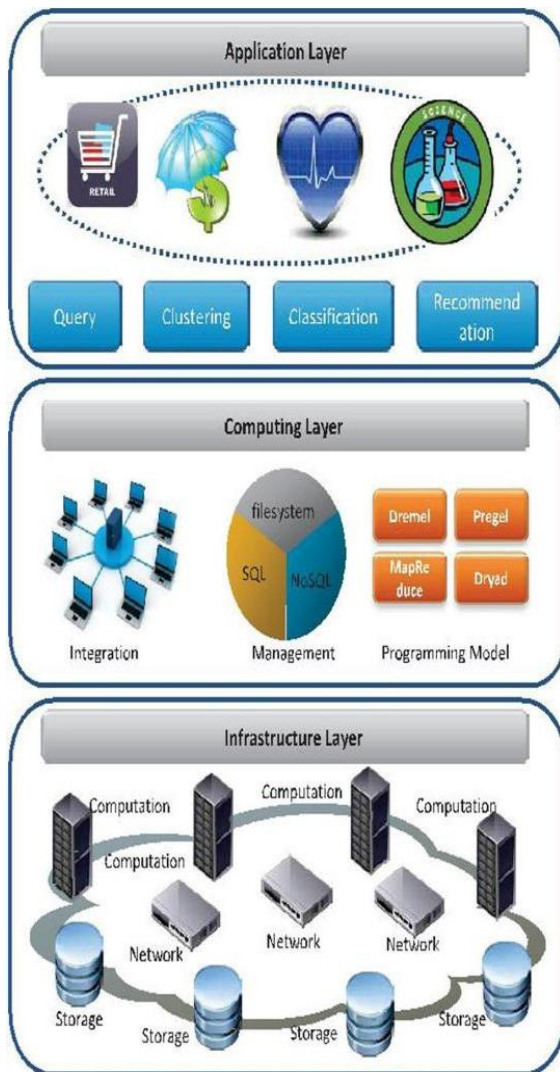 Application Layer
RETAIL
SCIENCE
Query
Clustering
Classification
Recommend
ation
Computing Layer
filesystem
SQL
NoSQL
Dremel
Pregel
MapRe
duce
Dryad
Integration
Management
Programming Model
Infrastructure Layer
Computation
Computation
Computation
Computation
Network
Network
Network
Storage
Storage
Storage
Storage